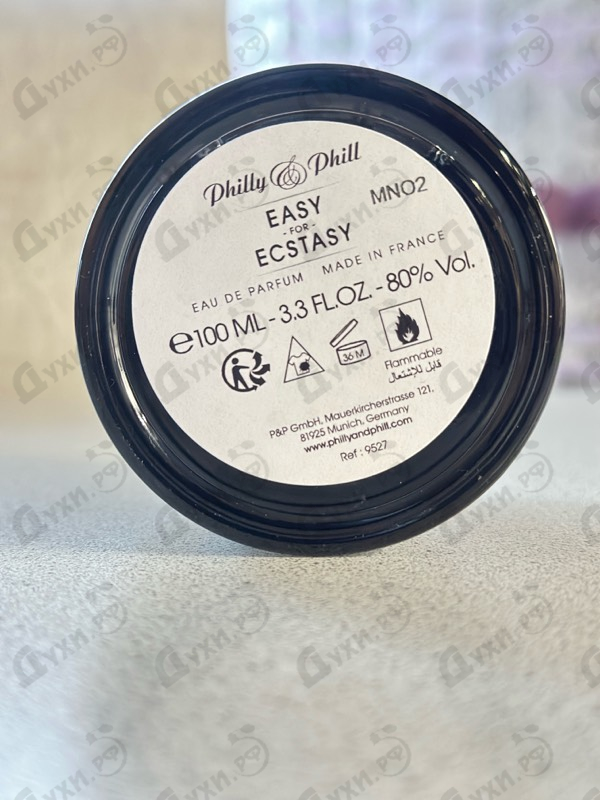 Philly & Phill
EASY
- FOR -
ECSTASY
MNO2
EAU DE PARFUM MADE IN FRANCE
℮100 ML - 3.3 FL.OZ. - 80% Vol.
36 M
Flammable
قابل للإشتعال
P&P GmbH, Mauerkircherstrasse 121,
81925 Munich, Germany
www.phillyandphill.com
Ref : 9527
Духи.рф